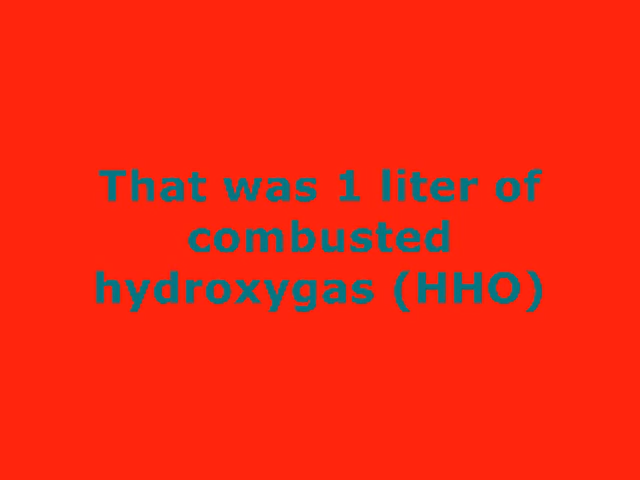 That was 1 liter of
combusted
hydroxygas (HHO)